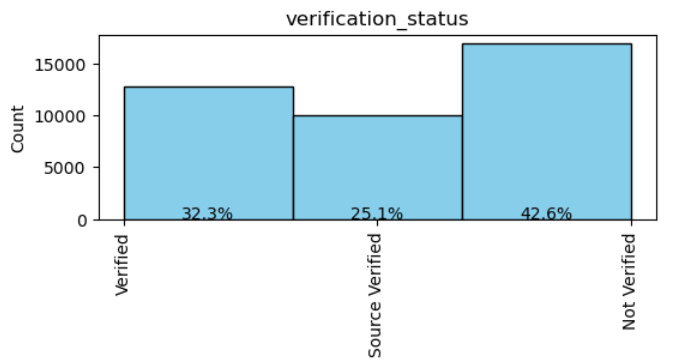 verification_status
Count
15000
10000
5000
0
32.3%
25.1%
42.6%
Verified
Source Verified
Not Verified